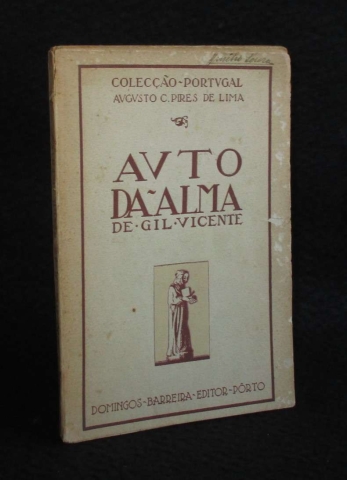 COLECÇÃO-PORTVGAL
AVGVSTO C. PIRES DE LIMA
AVTO
DA-ALMA
DE·GIL·VICENTE
DOMINGOS-BARREIRA-EDITOR-PÔRTO